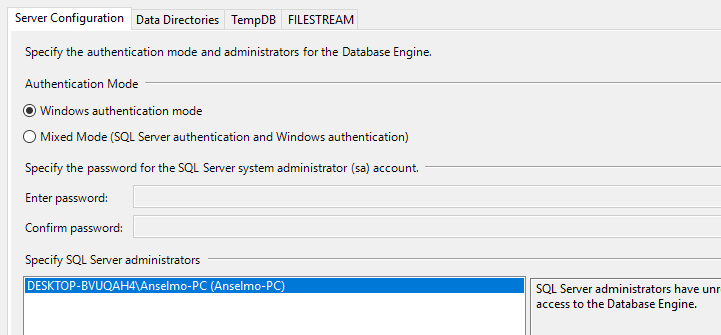 Server Configuration Data Directories TempDB FILESTREAM
Specify the authentication mode and administrators for the Database Engine.
Authentication Mode
Windows authentication mode
Mixed Mode (SQL Server authentication and Windows authentication)
Specify the password for the SQL Server system administrator (sa) account.
Enter password:
Confirm password:
Specify SQL Server administrators
DESKTOP-BVUQAH4\Anselmo-PC (Anselmo-PC)
SQL Server administrators have unr
access to the Database Engine.